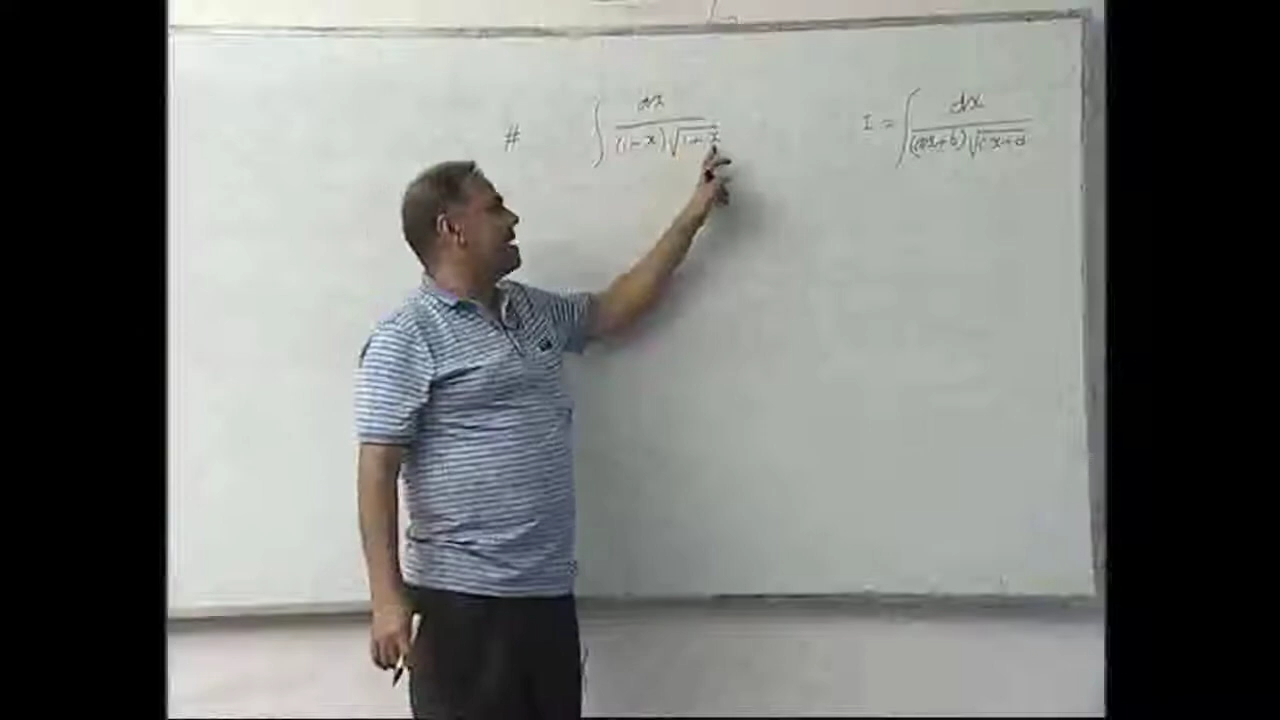 # ∫ dx / (1-x)√(1+x)
I = ∫ dx / (ax+b)√(cx+d)